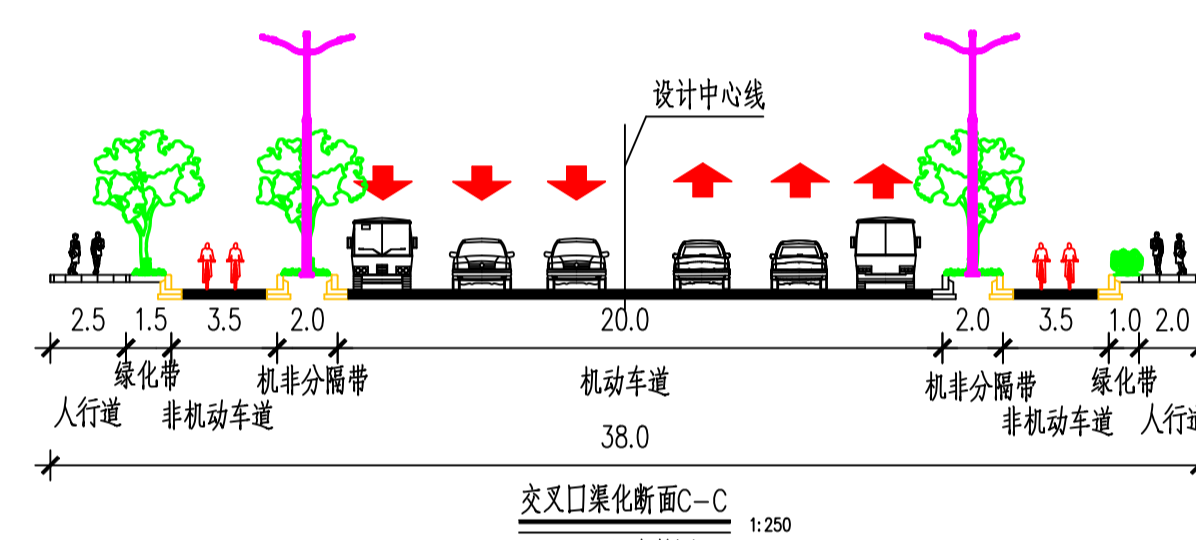 设计中心线
2.5 1.5 3.5 2.0 20.0 2.0 3.5 1.0 2.0
绿化带 机非分隔带 机动车道 机非分隔带 绿化带
人行道 非机动车道 非机动车道 人行道
38.0
交叉口渠化断面C-C 1:250